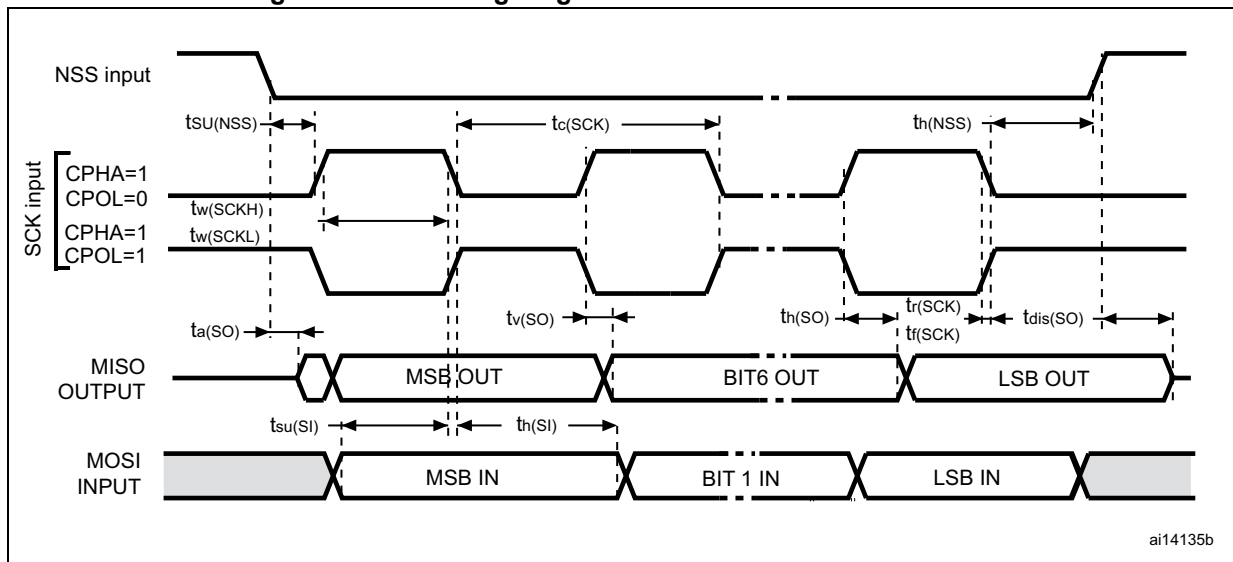 NSS input
tSU(NSS)
tc(SCK)
th(NSS)
SCK input
CPHA=1
CPOL=0
tw(SCKH)
CPHA=1
tw(SCKL)
CPOL=1
ta(SO)
tv(SO)
th(SO)
tr(SCK)
tf(SCK)
tdis(SO)
MISO
OUTPUT
MSB OUT
BIT6 OUT
LSB OUT
tsu(SI)
th(SI)
MOSI
INPUT
MSB IN
BIT 1 IN
LSB IN
ai14135b